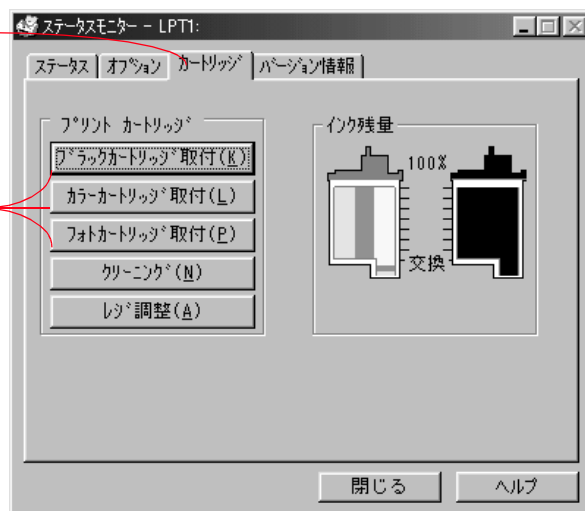 ステータスモニター - LPT1:
ステータス オプション カートリッジ バージョン情報
プリント カートリッジ
ブラックカートリッジ取付(K)
カラーカートリッジ取付(L)
フォトカートリッジ取付(P)
クリーニング(N)
レジ調整(A)
インク残量
100%
交換
閉じる ヘルプ